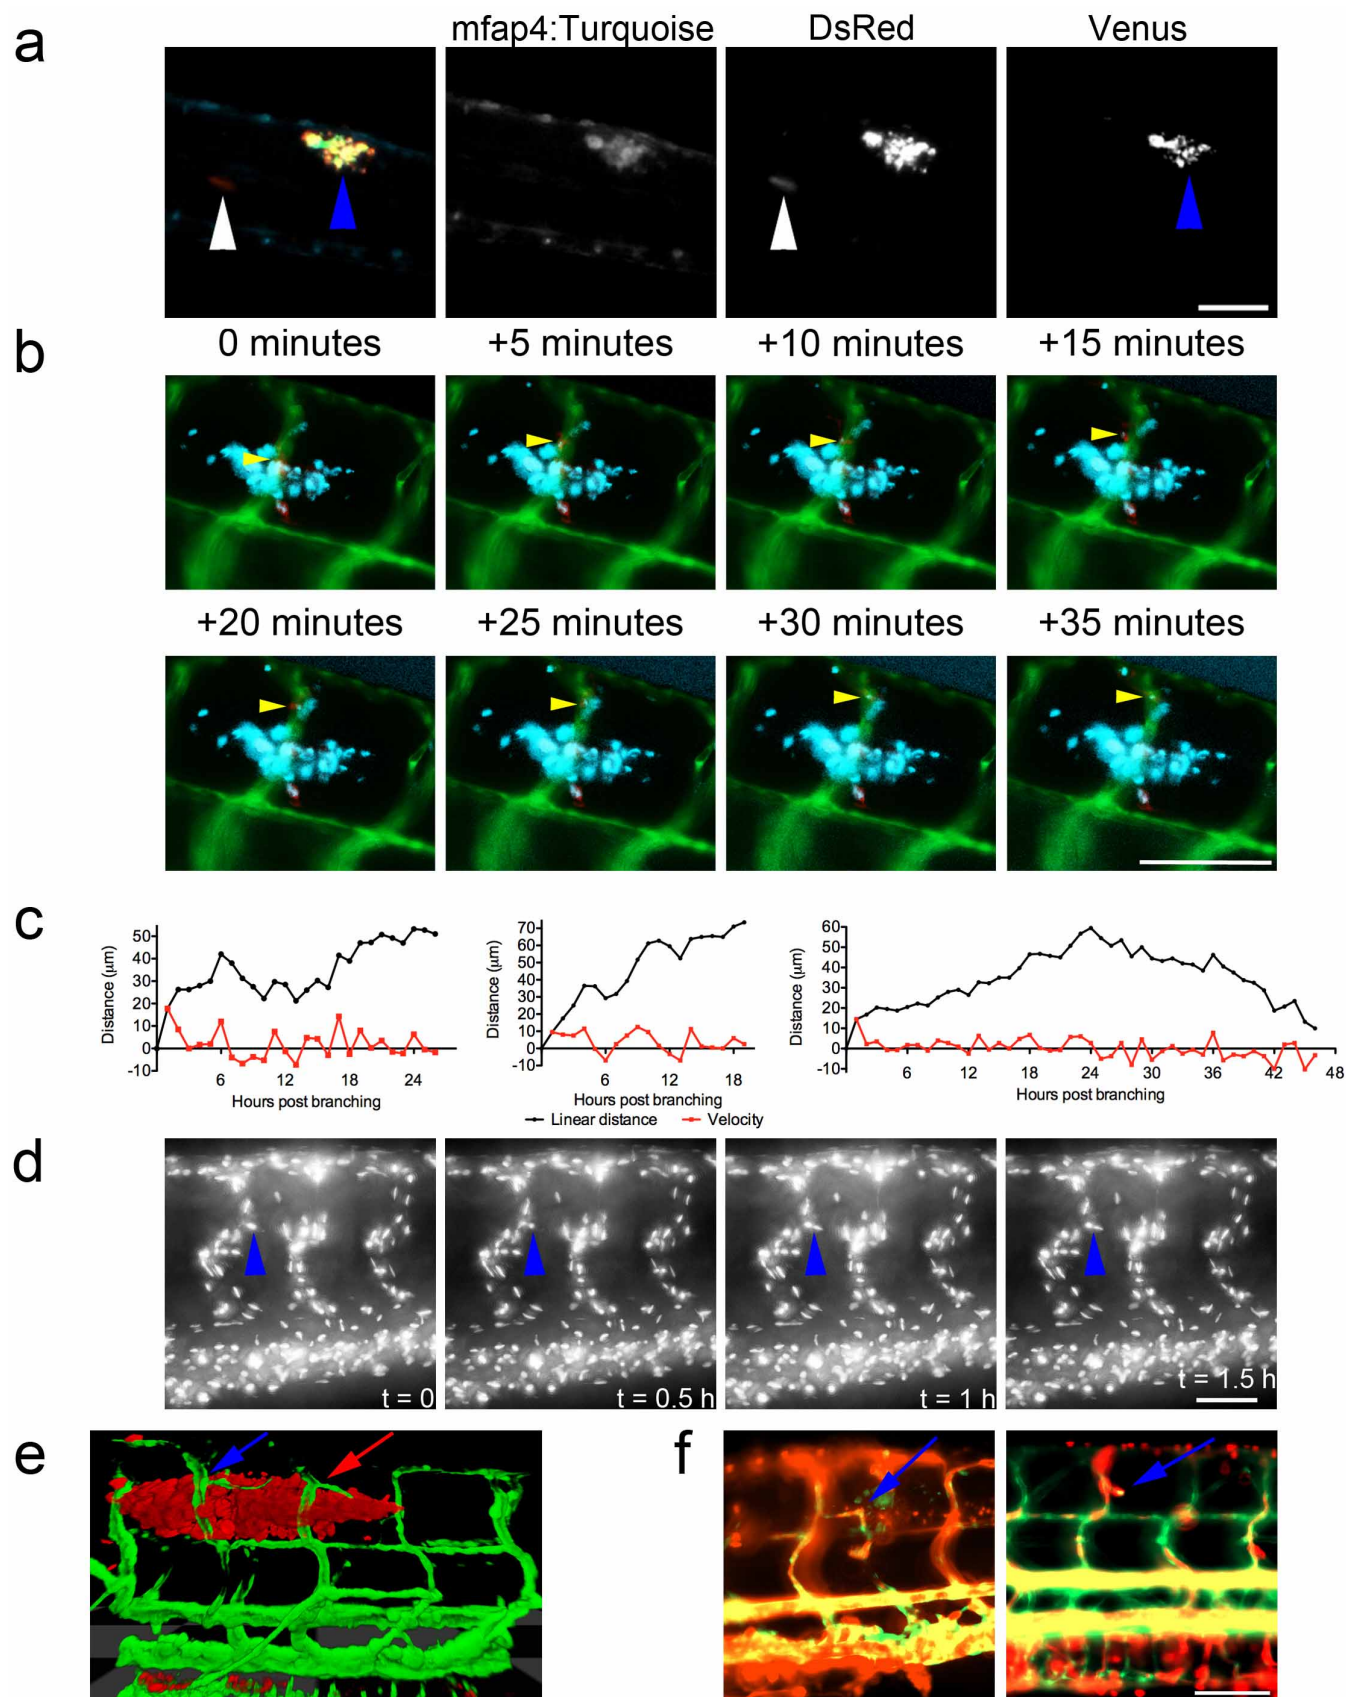 a
mfap4:Turquoise DsRed Venus
b
0 minutes +5 minutes +10 minutes +15 minutes
+20 minutes +25 minutes +30 minutes +35 minutes
c
Distance (μm)
50
40
30
20
10
0
-10
6 12 18 24
Hours post branching
Distance (μm)
70
60
50
40
30
20
10
0
-10
6 12 18
Hours post branching
Distance (μm)
60
50
40
30
20
10
0
-10
6 12 18 24 30 36 42 48
Hours post branching
Linear distance Velocity
d
t = 0 t = 0.5 h t = 1 h t = 1.5 h
e
f